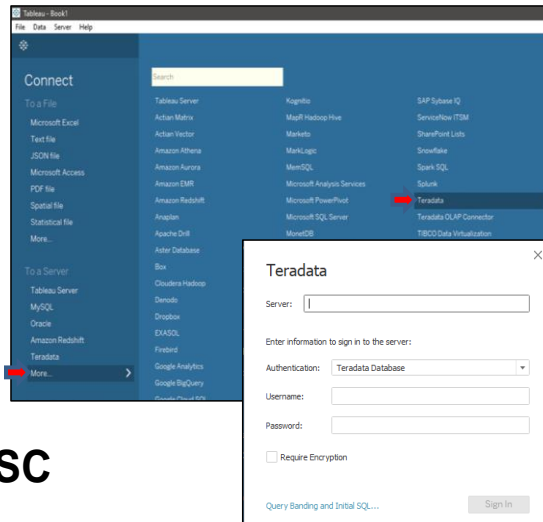 Tableau - Book1
File Data Server Help
Connect
To a File
Microsoft Excel
Text file
JSON file
Microsoft Access
PDF file
Spatial file
Statistical file
More...
To a Server
Tableau Server
MySQL
Oracle
Amazon Redshift
Teradata
More...
Search
Tableau Server
Actian Matrix
Actian Vector
Amazon Athena
Amazon Aurora
Amazon EMR
Amazon Redshift
Anaplan
Apache Drill
Aster Database
Box
Cloudera Hadoop
Denodo
Dropbox
EXASOL
Firebird
Google Analytics
Google BigQuery
Google Cloud SQL
Kognitio
MapR Hadoop Hive
Marketo
MarkLogic
MemSQL
Microsoft Analysis Services
Microsoft PowerPivot
Microsoft SQL Server
MonetDB
SAP Sybase IQ
ServiceNow ITSM
SharePoint Lists
Snowflake
Spark SQL
Splunk
Teradata
Teradata OLAP Connector
TIBCO Data Virtualization
Teradata
Server:
Enter information to sign in to the server:
Authentication: Teradata Database
Username:
Password:
Require Encryption
Query Banding and Initial SQL...
Sign In
SC